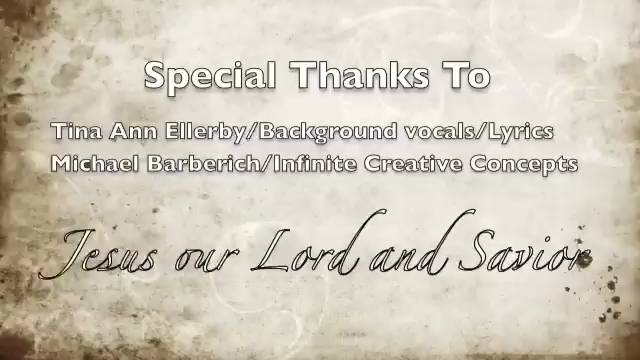 Special Thanks To
Tina Ann Ellerby/Background vocals/Lyrics
Michael Barberich/Infinite Creative Concepts
Jesus our Lord and Savior